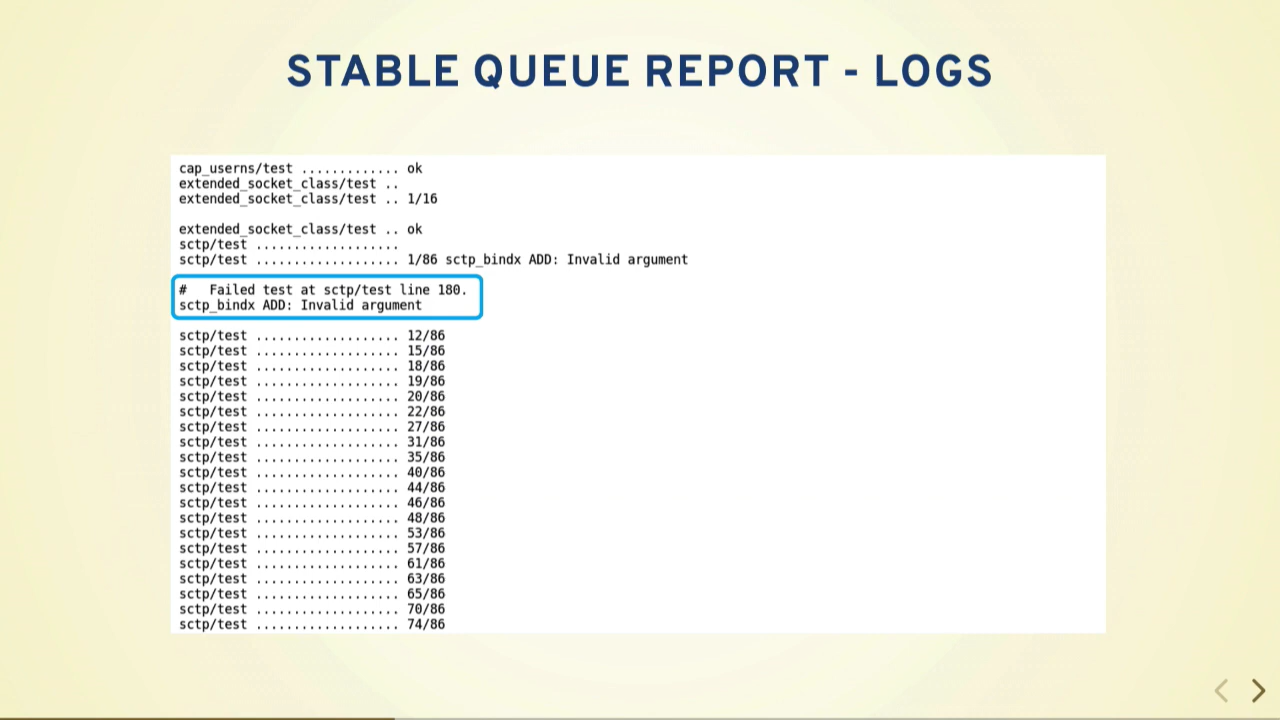 STABLE QUEUE REPORT - LOGS
cap_userns/test ............. ok
extended_socket_class/test ..
extended_socket_class/test .. 1/16
extended_socket_class/test .. ok
sctp/test ...................
sctp/test ................... 1/86 sctp_bindx ADD: Invalid argument
#   Failed test at sctp/test line 180.
sctp_bindx ADD: Invalid argument
sctp/test ................... 12/86
sctp/test ................... 15/86
sctp/test ................... 18/86
sctp/test ................... 19/86
sctp/test ................... 20/86
sctp/test ................... 22/86
sctp/test ................... 27/86
sctp/test ................... 31/86
sctp/test ................... 35/86
sctp/test ................... 40/86
sctp/test ................... 44/86
sctp/test ................... 46/86
sctp/test ................... 48/86
sctp/test ................... 53/86
sctp/test ................... 57/86
sctp/test ................... 61/86
sctp/test ................... 63/86
sctp/test ................... 65/86
sctp/test ................... 70/86
sctp/test ................... 74/86